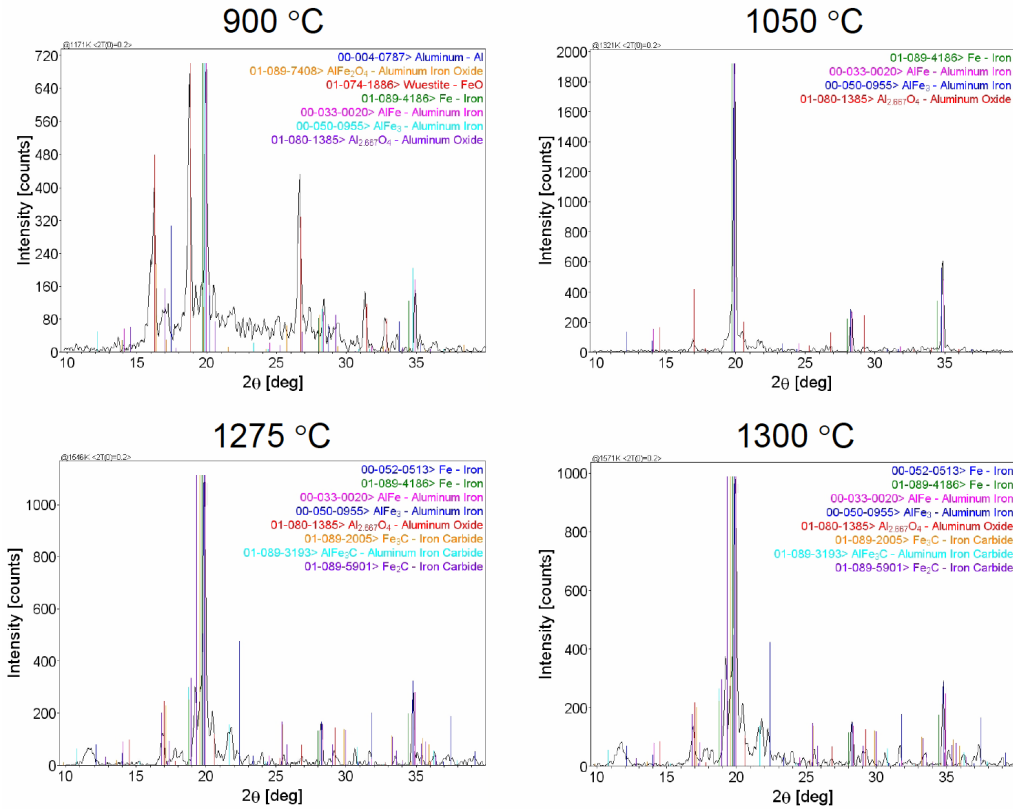 900 °C
@1171K <2T(0)=0.2>
00-004-0787> Aluminum - Al
01-089-7408> AlFe₂O₄ - Aluminum Iron Oxide
01-074-1886> Wuestite - FeO
01-089-4186> Fe - Iron
00-033-0020> AlFe - Aluminum Iron
00-050-0955> AlFe₃ - Aluminum Iron
01-080-1385> Al₂.₆₆₇O₄ - Aluminum Oxide
Intensity [counts]
720
640
560
480
400
320
240
160
80
0
10 15 20 25 30 35
2θ [deg]
1050 °C
@1321K <2T(0)=0.2>
01-089-4186> Fe - Iron
00-033-0020> AlFe - Aluminum Iron
00-050-0955> AlFe₃ - Aluminum Iron
01-080-1385> Al₂.₆₆₇O₄ - Aluminum Oxide
Intensity [counts]
2000
1800
1600
1400
1200
1000
800
600
400
200
0
10 15 20 25 30 35
2θ [deg]
1275 °C
@1546K <2T(0)=0.2>
00-052-0513> Fe - Iron
01-089-4186> Fe - Iron
00-033-0020> AlFe - Aluminum Iron
00-050-0955> AlFe₃ - Aluminum Iron
01-080-1385> Al₂.₆₆₇O₄ - Aluminum Oxide
01-089-2005> Fe₃C - Iron Carbide
01-089-3193> AlFe₃C - Aluminum Iron Carbide
01-089-5901> Fe₂C - Iron Carbide
Intensity [counts]
1000
800
600
400
200
0
10 15 20 25 30 35
2θ [deg]
1300 °C
@1571K <2T(0)=0.2>
00-052-0513> Fe - Iron
01-089-4186> Fe - Iron
00-033-0020> AlFe - Aluminum Iron
00-050-0955> AlFe₃ - Aluminum Iron
01-080-1385> Al₂.₆₆₇O₄ - Aluminum Oxide
01-089-2005> Fe₃C - Iron Carbide
01-089-3193> AlFe₃C - Aluminum Iron Carbide
01-089-5901> Fe₂C - Iron Carbide
Intensity [counts]
1000
900
800
700
600
500
400
300
200
100
0
10 15 20 25 30 35
2θ [deg]